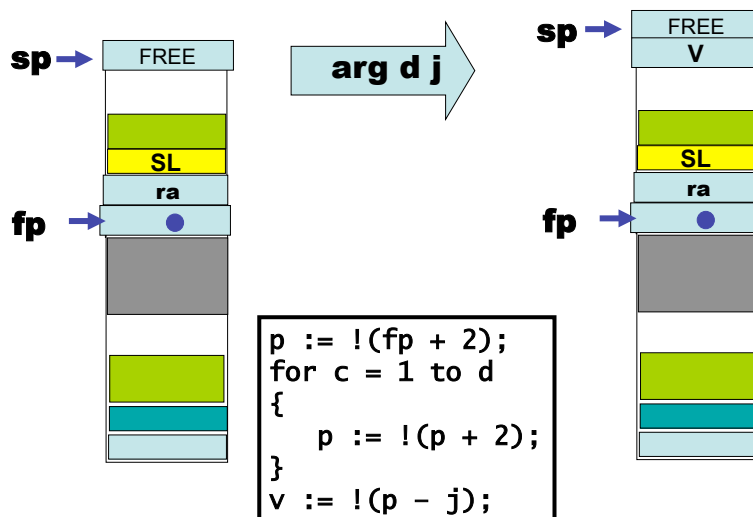 sp
FREE
SL
ra
fp
arg d j
sp
FREE
V
SL
ra
fp
p := !(fp + 2);
for c = 1 to d
{
p := !(p + 2);
}
v := !(p – j);